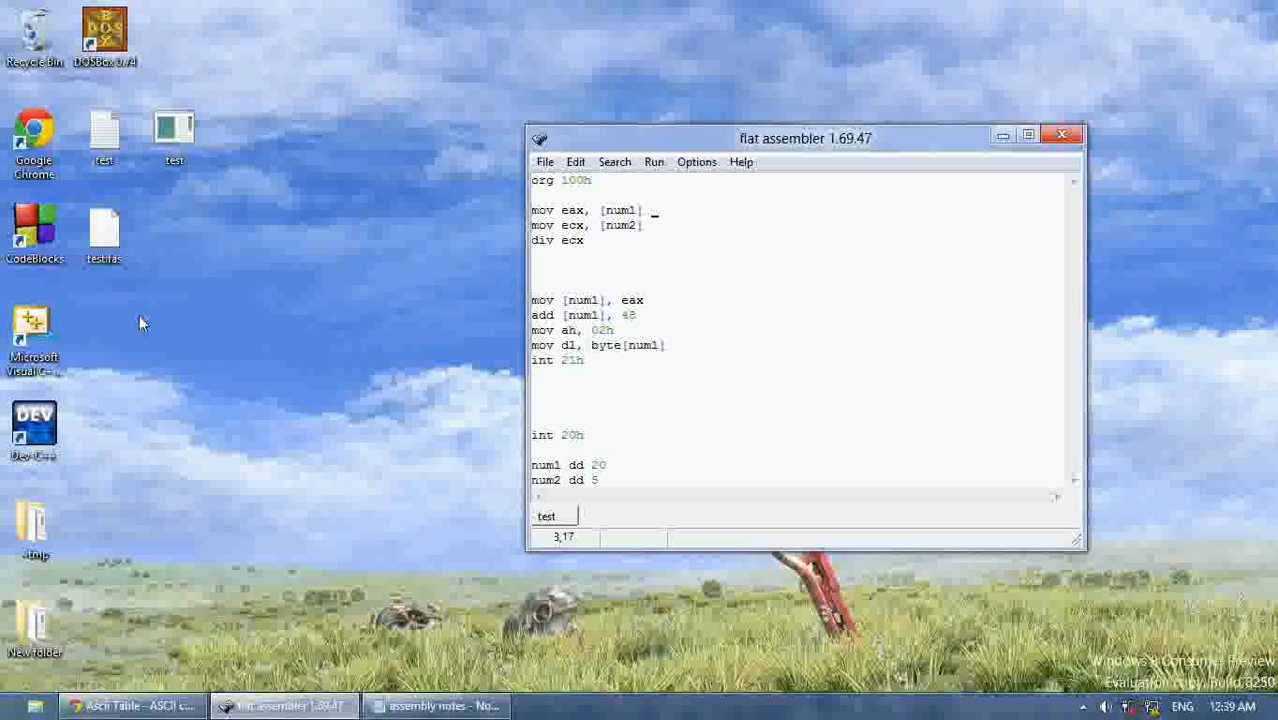 Recycle Bin
DOSBox 0.74
Google Chrome
test
test
CodeBlocks
test.fas
Microsoft Visual C++...
Dev-C++
New folder
flat assembler 1.69.47
File Edit Search Run Options Help
org 100h
mov eax, [num1]
mov ecx, [num2]
div ecx
mov [num1], eax
add [num1], 48
mov ah, 02h
mov dl, byte[num1]
int 21h
int 20h
num1 dd 20
num2 dd 5
test
3,17
Windows 8 Consumer Preview
Evaluation copy. Build 8250
Ascii Table - ASCII c...
flat assembler 1.69.47
assembly notes - No...
ENG
12:39 AM